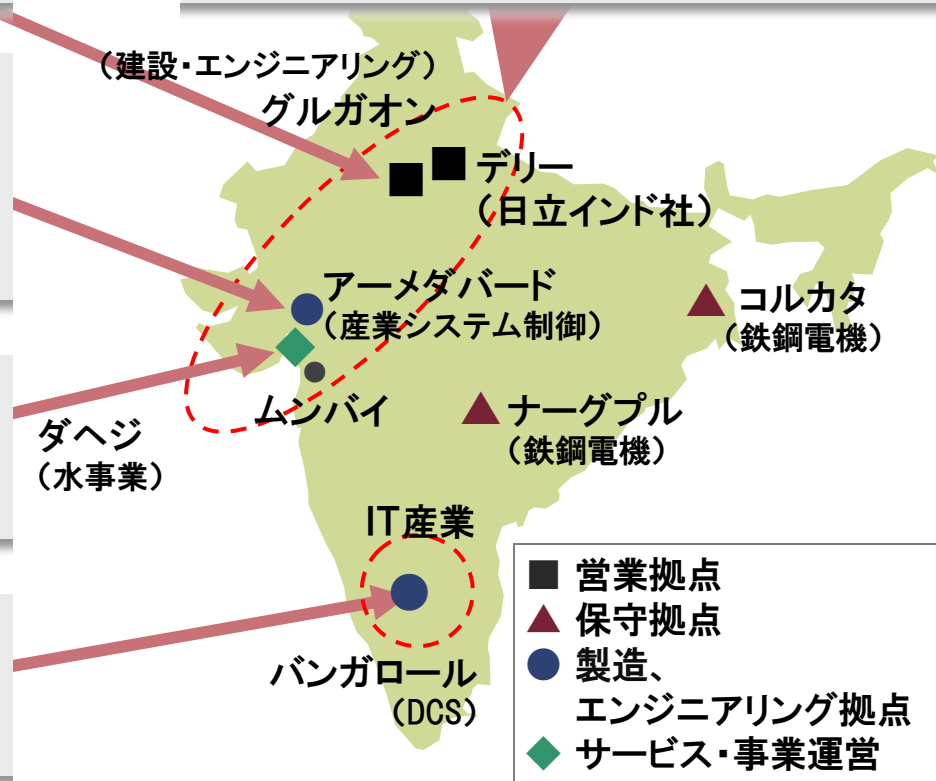 （建設・エンジニアリング）
グルガオン
デリー
（日立インド社）
アーメダバード
（産業システム制御）
コルカタ
（鉄鋼電機）
ムンバイ
ナーグプル
（鉄鋼電機）
ダヘジ
（水事業）
IT産業
バンガロール
（DCS）
営業拠点
保守拠点
製造、
エンジニアリング拠点
サービス・事業運営